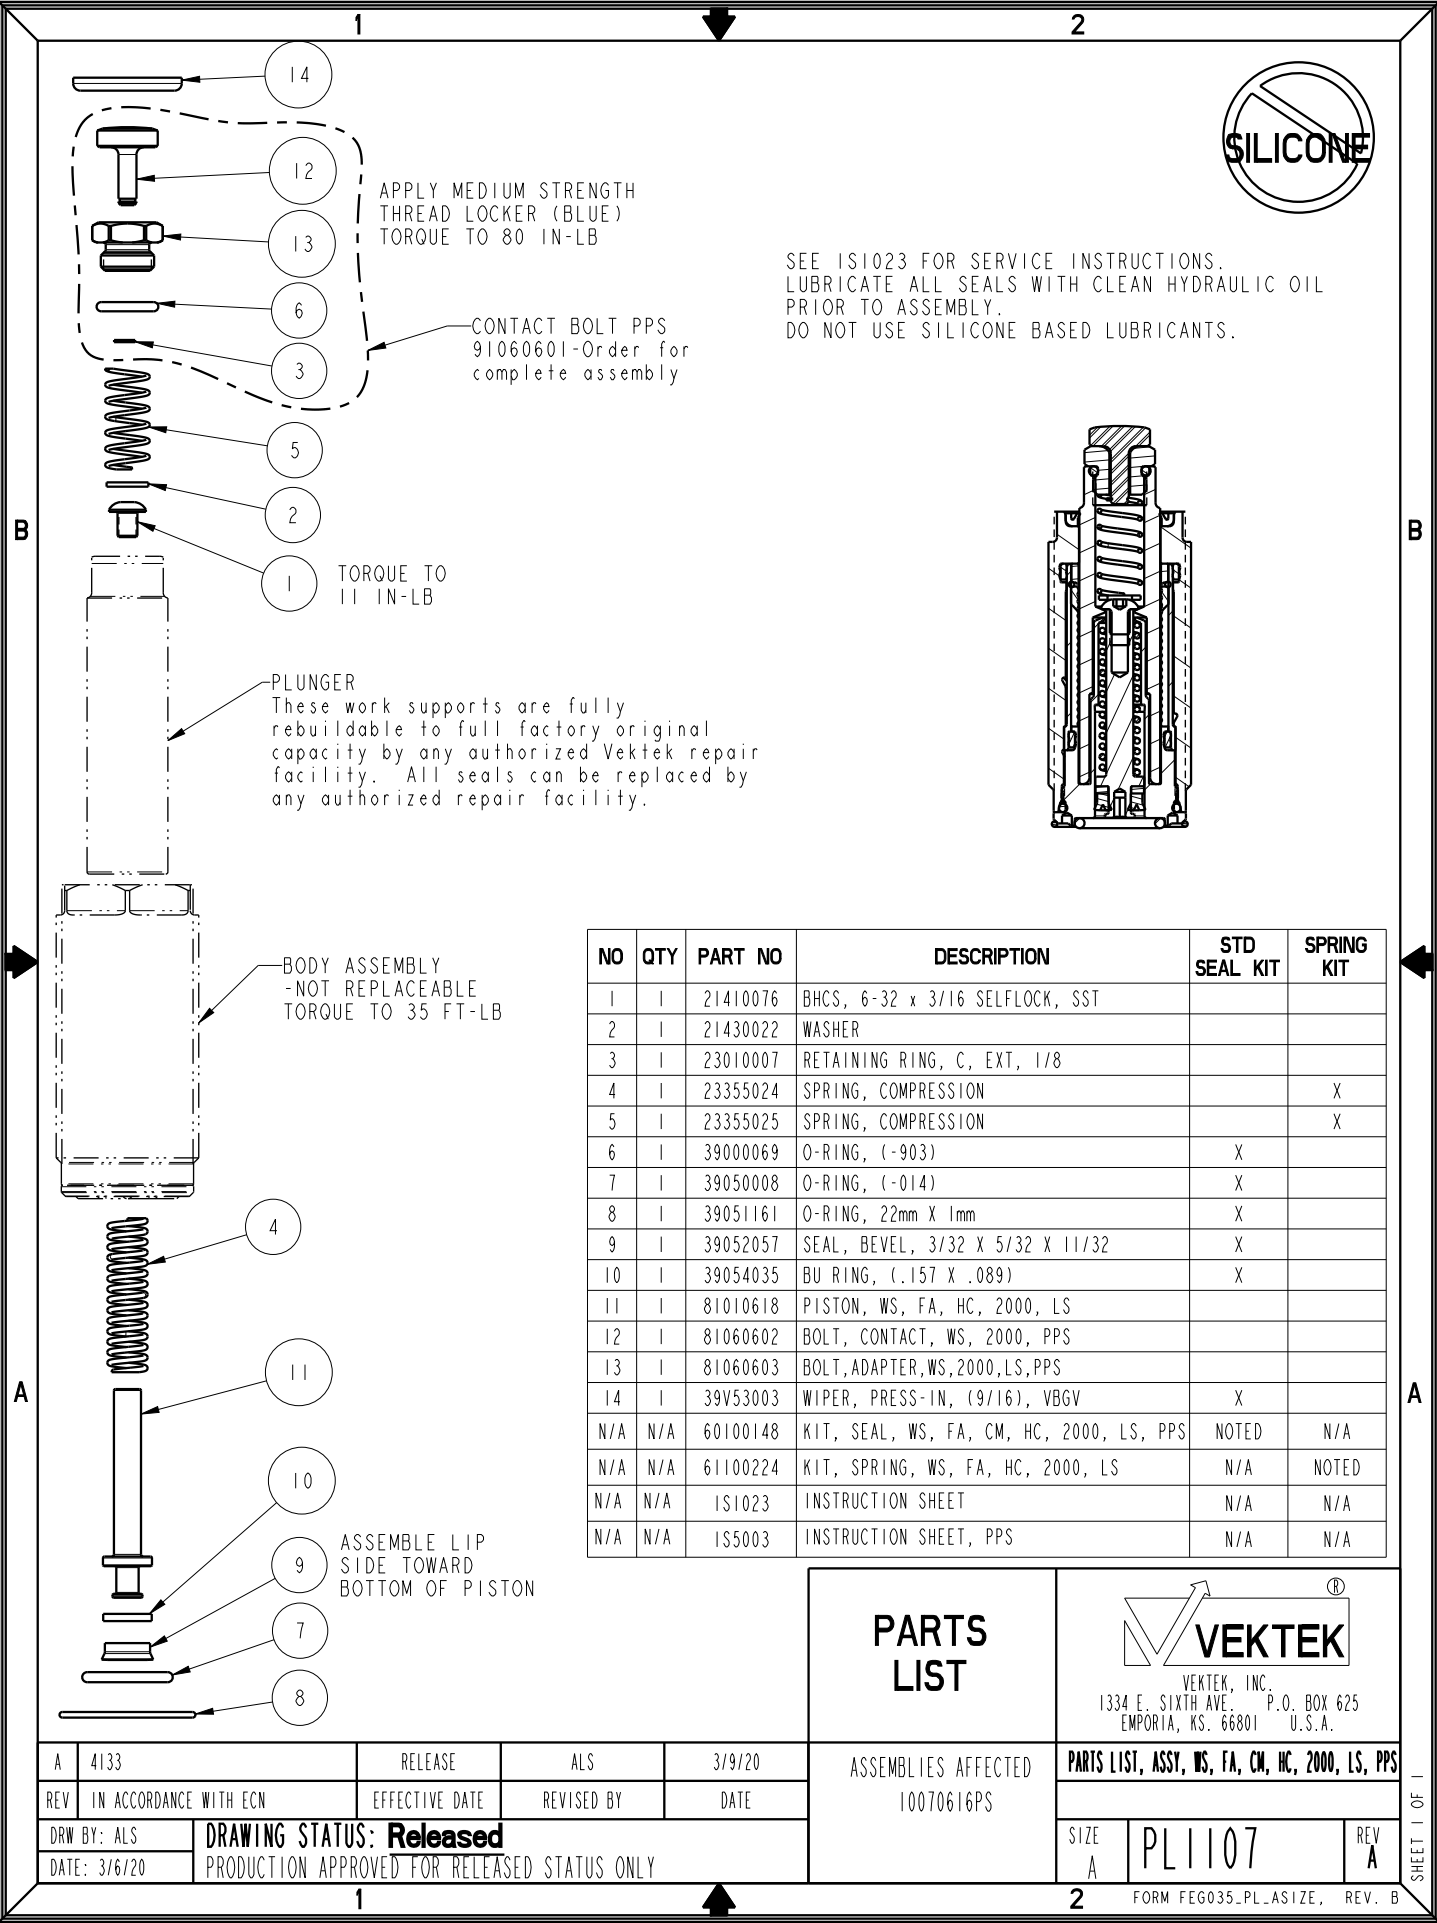 1
2
14
12
13
6
3
5
2
1
APPLY MEDIUM STRENGTH
THREAD LOCKER (BLUE)
TORQUE TO 80 IN-LB
SILICONE
SEE ISI023 FOR SERVICE INSTRUCTIONS.
LUBRICATE ALL SEALS WITH CLEAN HYDRAULIC OIL
PRIOR TO ASSEMBLY.
DO NOT USE SILICONE BASED LUBRICANTS.
CONTACT BOLT PPS
91060601-Order for
complete assembly
B
B
TORQUE TO
11 IN-LB
PLUNGER
These work supports are fully
rebuildable to full factory original
capacity by any authorized Vektek repair
facility. All seals can be replaced by
any authorized repair facility.
BODY ASSEMBLY
-NOT REPLACEABLE
TORQUE TO 35 FT-LB
4
11
10
9
7
8
ASSEMBLE LIP
SIDE TOWARD
BOTTOM OF PISTON
A
A
NO QTY PART NO DESCRIPTION STD SEAL KIT SPRING KIT
1 1 21410076 BHCS, 6-32 x 3/16 SELFLOCK, SST
2 1 21430022 WASHER
3 1 23010007 RETAINING RING, C, EXT, 1/8
4 1 23355024 SPRING, COMPRESSION X
5 1 23355025 SPRING, COMPRESSION X
6 1 39000069 O-RING, (-903) X
7 1 39050008 O-RING, (-014) X
8 1 39051161 O-RING, 22mm X 1mm X
9 1 39052057 SEAL, BEVEL, 3/32 X 5/32 X 11/32 X
10 1 39054035 BU RING, (.157 X .089) X
11 1 81010618 PISTON, WS, FA, HC, 2000, LS
12 1 81060602 BOLT, CONTACT, WS, 2000, PPS
13 1 81060603 BOLT,ADAPTER,WS,2000,LS,PPS
14 1 39V53003 WIPER, PRESS-IN, (9/16), VBGV X
N/A N/A 60100148 KIT, SEAL, WS, FA, CM, HC, 2000, LS, PPS NOTED N/A
N/A N/A 61100224 KIT, SPRING, WS, FA, HC, 2000, LS N/A NOTED
N/A N/A IS1023 INSTRUCTION SHEET N/A N/A
N/A N/A IS5003 INSTRUCTION SHEET, PPS N/A N/A
PARTS
LIST
®
VEKTEK
VEKTEK, INC.
1334 E. SIXTH AVE. P.O. BOX 625
EMPORIA, KS. 66801 U.S.A.
A 4133 RELEASE ALS 3/9/20
REV IN ACCORDANCE WITH ECN EFFECTIVE DATE REVISED BY DATE
DRW BY: ALS
DATE: 3/6/20
DRAWING STATUS: Released
PRODUCTION APPROVED FOR RELEASED STATUS ONLY
ASSEMBLIES AFFECTED
10070616PS
PARTS LIST, ASSY, WS, FA, CM, HC, 2000, LS, PPS
SIZE
A
PL1107
REV
A
SHEET 1 OF 1
1
2
FORM FEG035_PL_ASIZE, REV. B